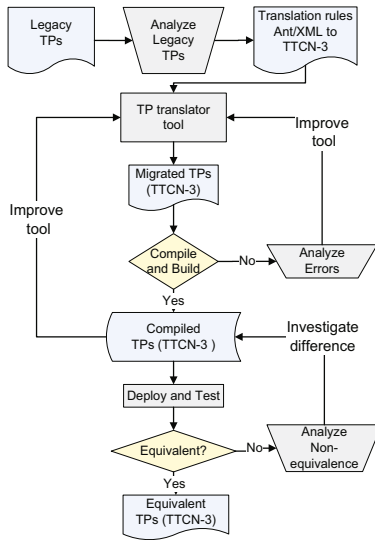 Legacy
TPs
Analyze
Legacy
TPs
Translation rules
Ant/XML to
TTCN-3
TP translator
tool
Improve
tool
Migrated TPs
(TTCN-3)
Improve
tool
Compile
and Build
No
Analyze
Errors
Yes
Compiled
TPs (TTCN-3 )
Investigate
difference
Deploy and Test
Equivalent?
No
Analyze
Non-
equivalence
Yes
Equivalent
TPs (TTCN-3)